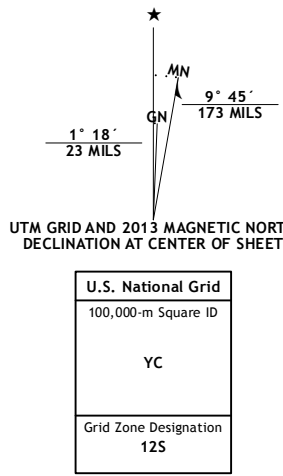 ★
MN
GN
9° 45´
173 MILS
1° 18´
23 MILS
UTM GRID AND 2013 MAGNETIC NORT
DECLINATION AT CENTER OF SHEET
U.S. National Grid
100,000-m Square ID
YC
Grid Zone Designation
12S